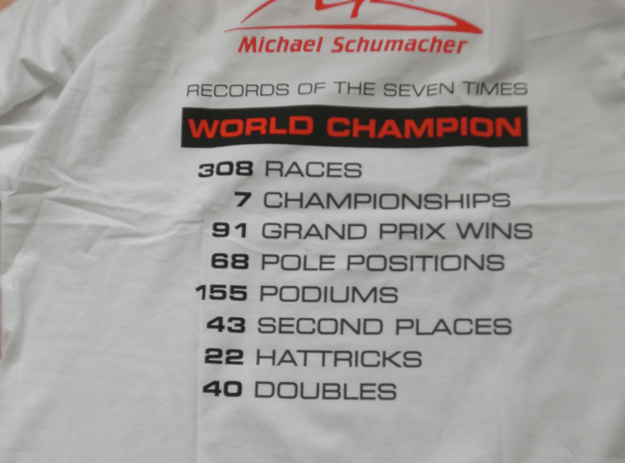 Michael Schumacher
RECORDS OF THE SEVEN TIMES
WORLD CHAMPION
308 RACES
7 CHAMPIONSHIPS
91 GRAND PRIX WINS
68 POLE POSITIONS
155 PODIUMS
43 SECOND PLACES
22 HATTRICKS
40 DOUBLES